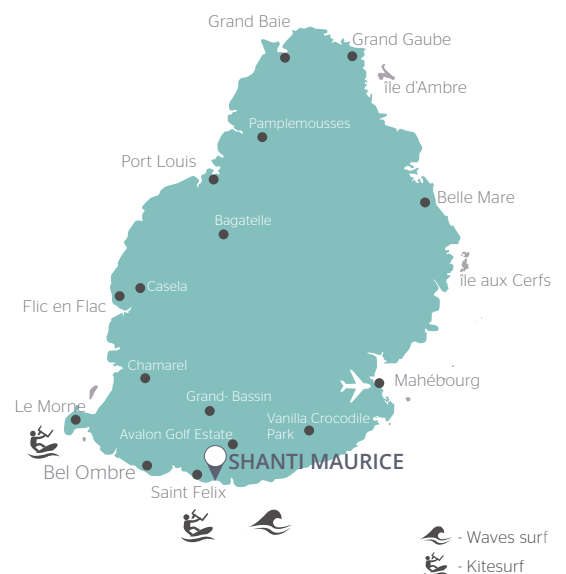 Grand Baie
Grand Gaube
île d'Ambre
Pamplemousses
Port Louis
Belle Mare
Bagatelle
île aux Cerfs
Casela
Flic en Flac
Chamarel
Mahébourg
Grand- Bassin
Le Morne
Vanilla Crocodile
Park
Avalon Golf Estate
SHANTI MAURICE
Bel Ombre
Saint Felix
- Waves surf
- Kitesurf